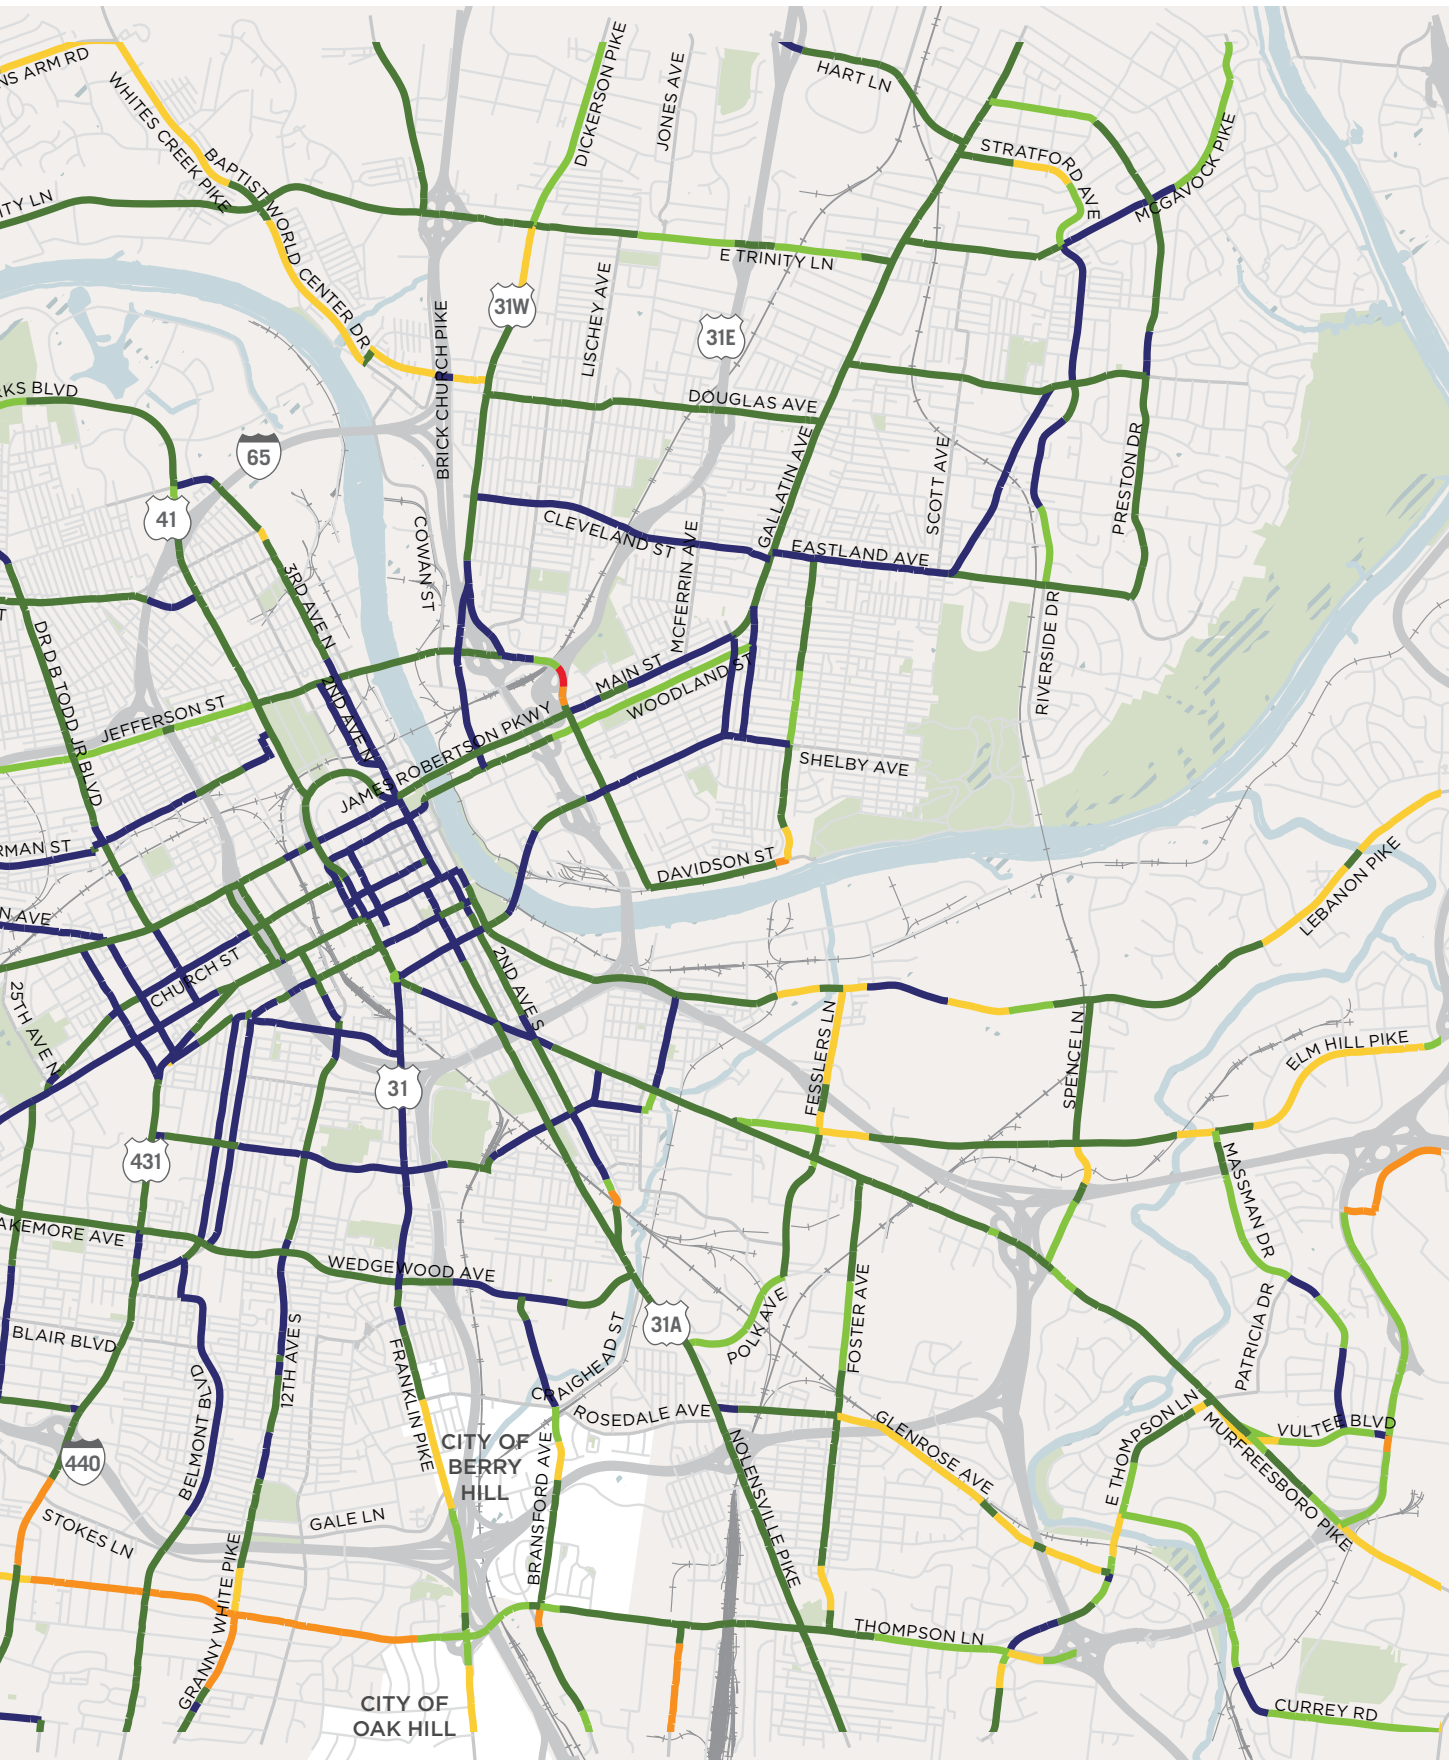 NS ARM RD
WHITES CREEK PIKE
BAPTIST WORLD CENTER DR
ITY LN
DICKERSON PIKE
JONES AVE
HART LN
STRATFORD AVE
MCGAVOCK PIKE
E TRINITY LN
31W
31E
LISCHEY AVE
BRICK CHURCH PIKE
RKS BLVD
DOUGLAS AVE
65
41
GALLATIN AVE
SCOTT AVE
PRESTON DR
COWAN ST
CLEVELAND ST
EASTLAND AVE
MCFERRIN AVE
3RD AVE N
T
DR D B TODD JR BLVD
RIVERSIDE DR
2ND AVE N
MAIN ST
WOODLAND ST
JEFFERSON ST
JAMES ROBERTSON PKWY
SHELBY AVE
RMAN ST
DAVIDSON ST
LEBANON PIKE
N AVE
CHURCH ST
25TH AVE N
2ND AVE S
FESSLERS LN
SPENCE LN
ELM HILL PIKE
31
431
MASSMAN DR
AKEMORE AVE
WEDGEWOOD AVE
31A
POLK AVE
FOSTER AVE
PATRICIA DR
BLAIR BLVD
12TH AVE S
BELMONT BLVD
FRANKLIN PIKE
CRAIGHEAD ST
ROSEDALE AVE
GLENROSE AVE
E THOMPSON LN
MURFREESBORO PIKE
VULTEE BLVD
440
CITY OF
BERRY
HILL
BRANSFORD AVE
NOLENSVILLE PIKE
STOKES LN
GALE LN
GRANNY WHITE PIKE
THOMPSON LN
CITY OF
OAK HILL
CURREY RD